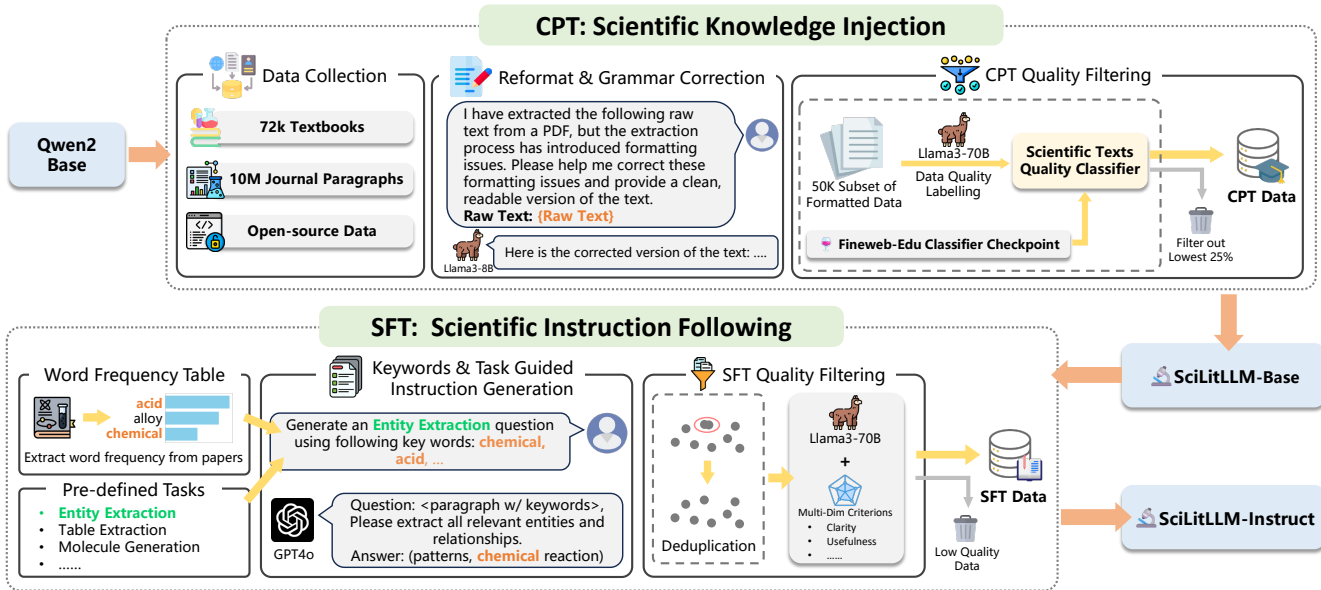 CPT: Scientific Knowledge Injection
Qwen2
Base
Data Collection
72k Textbooks
10M Journal Paragraphs
Open-source Data
Reformat & Grammar Correction
I have extracted the following raw
text from a PDF, but the extraction
process has introduced formatting
issues. Please help me correct these
formatting issues and provide a clean,
readable version of the text.
Raw Text: {Raw Text}
Llama3-8B
Here is the corrected version of the text: ....
CPT Quality Filtering
50K Subset of
Formatted Data
Llama3-70B
Data Quality
Labelling
Scientific Texts
Quality Classifier
Fineweb-Edu Classifier Checkpoint
CPT Data
Filter out
Lowest 25%
SFT: Scientific Instruction Following
Word Frequency Table
acid
alloy
chemical
Extract word frequency from papers
Pre-defined Tasks
• Entity Extraction
• Table Extraction
• Molecule Generation
• ......
Keywords & Task Guided
Instruction Generation
Generate an Entity Extraction question
using following key words: chemical,
acid, ...
GPT4o
Question: <paragraph w/ keywords>,
Please extract all relevant entities and
relationships.
Answer: (patterns, chemical reaction)
SFT Quality Filtering
Deduplication
Llama3-70B
+
Multi-Dim Criterions
• Clarity
• Usefulness
• ......
SFT Data
Low Quality
Data
SciLitLLM-Base
SciLitLLM-Instruct